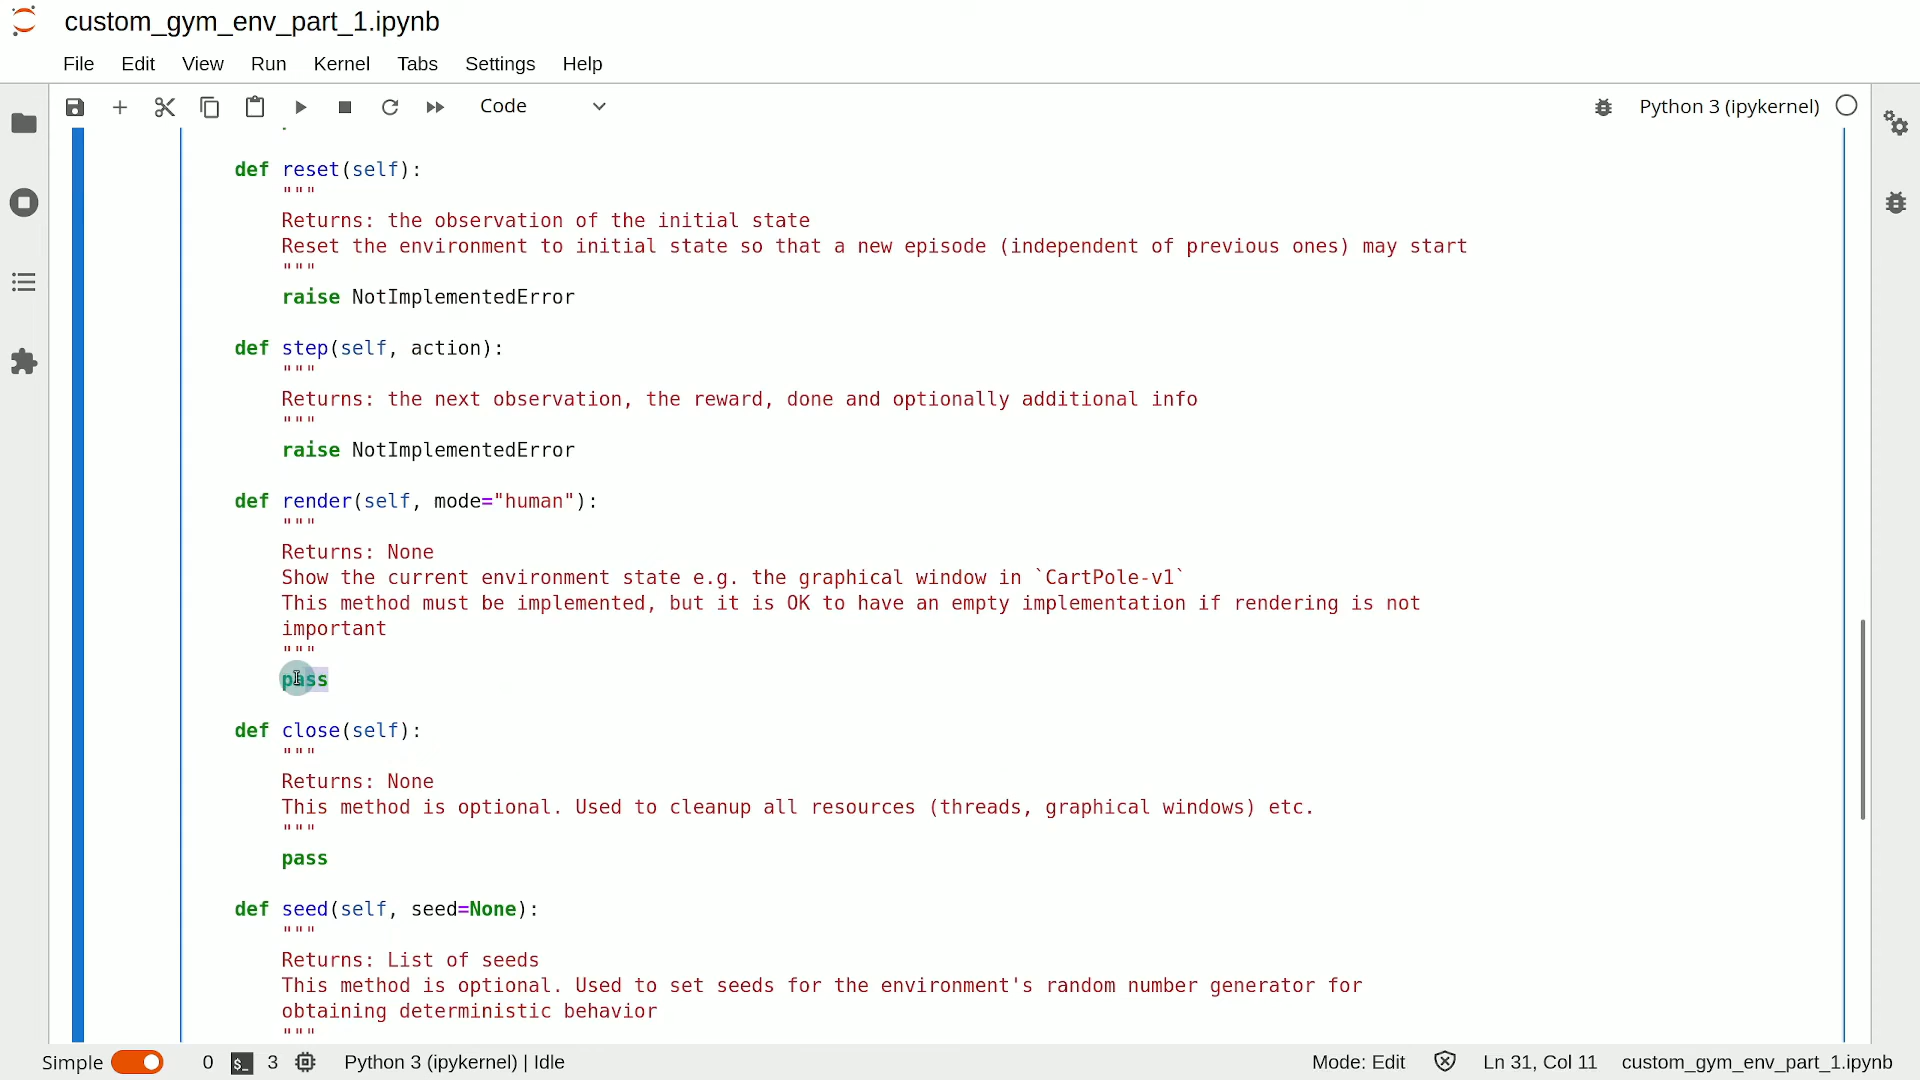 custom_gym_env_part_1.ipynb
File Edit View Run Kernel Tabs Settings Help
Code Python 3 (ipykernel)
def reset(self):
"""
Returns: the observation of the initial state
Reset the environment to initial state so that a new episode (independent of previous ones) may start
"""
raise NotImplementedError
def step(self, action):
"""
Returns: the next observation, the reward, done and optionally additional info
"""
raise NotImplementedError
def render(self, mode="human"):
"""
Returns: None
Show the current environment state e.g. the graphical window in `CartPole-v1`
This method must be implemented, but it is OK to have an empty implementation if rendering is not
important
"""
pass
def close(self):
"""
Returns: None
This method is optional. Used to cleanup all resources (threads, graphical windows) etc.
"""
pass
def seed(self, seed=None):
"""
Returns: List of seeds
This method is optional. Used to set seeds for the environment's random number generator for
obtaining deterministic behavior
"""
Simple 0 $_ 3 Python 3 (ipykernel) | Idle Mode: Edit Ln 31, Col 11 custom_gym_env_part_1.ipynb